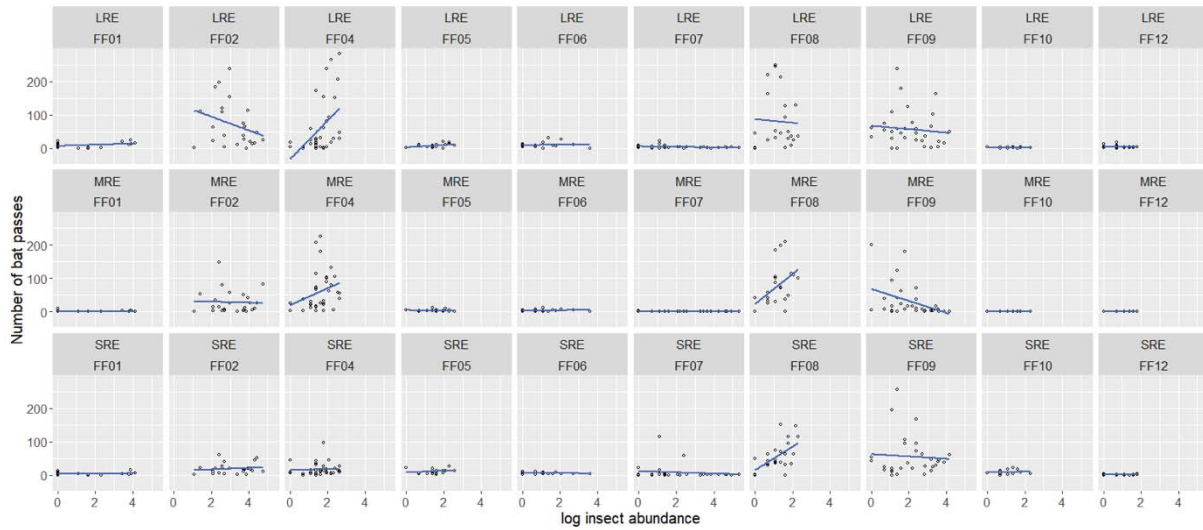 LRE LRE LRE LRE LRE LRE LRE LRE LRE LRE
FF01 FF02 FF04 FF05 FF06 FF07 FF08 FF09 FF10 FF12
200
100
0
MRE MRE MRE MRE MRE MRE MRE MRE MRE MRE
FF01 FF02 FF04 FF05 FF06 FF07 FF08 FF09 FF10 FF12
Number of bat passes
200
100
0
SRE SRE SRE SRE SRE SRE SRE SRE SRE SRE
FF01 FF02 FF04 FF05 FF06 FF07 FF08 FF09 FF10 FF12
200
100
0
0 2 4 0 2 4 0 2 4 0 2 4 0 2 4 0 2 4 0 2 4 0 2 4 0 2 4 0 2 4
log insect abundance